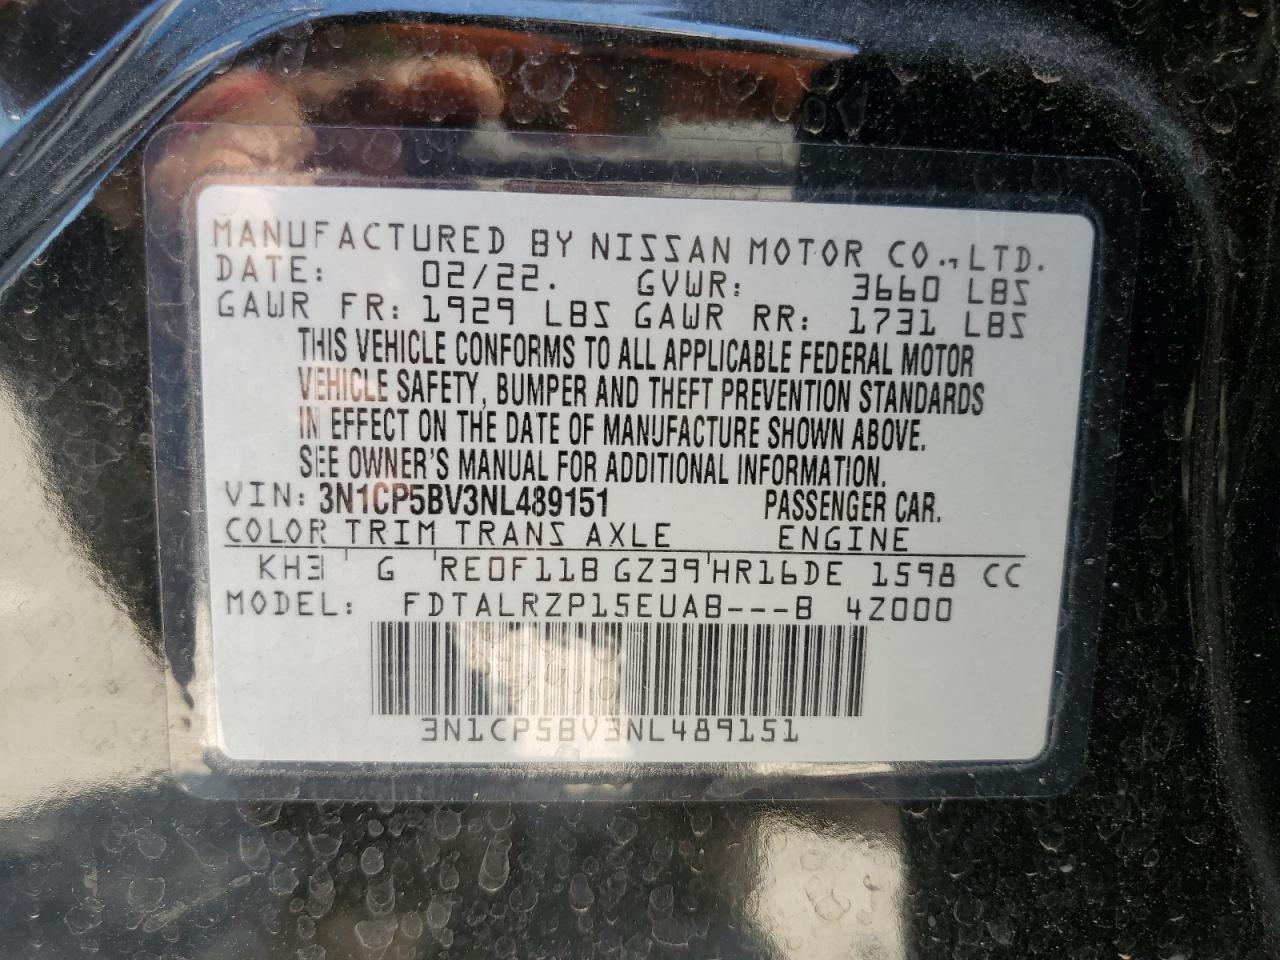 MANUFACTURED BY NISSAN MOTOR CO.,LTD.
DATE: 02/22. GVWR: 3660 LBS
GAWR FR: 1929 LBS GAWR RR: 1731 LBS
THIS VEHICLE CONFORMS TO ALL APPLICABLE FEDERAL MOTOR
VEHICLE SAFETY, BUMPER AND THEFT PREVENTION STANDARDS
IN EFFECT ON THE DATE OF MANUFACTURE SHOWN ABOVE.
SEE OWNER'S MANUAL FOR ADDITIONAL INFORMATION.
VIN: 3N1CP5BV3NL489151 PASSENGER CAR.
COLOR TRIM TRANS AXLE ENGINE
KH3 ' G 'RE0F11B GZ39'HR16DE 1598 CC
MODEL: FDTALRZP15EUAB---B 4Z000
3N1CP5BV3NL489151